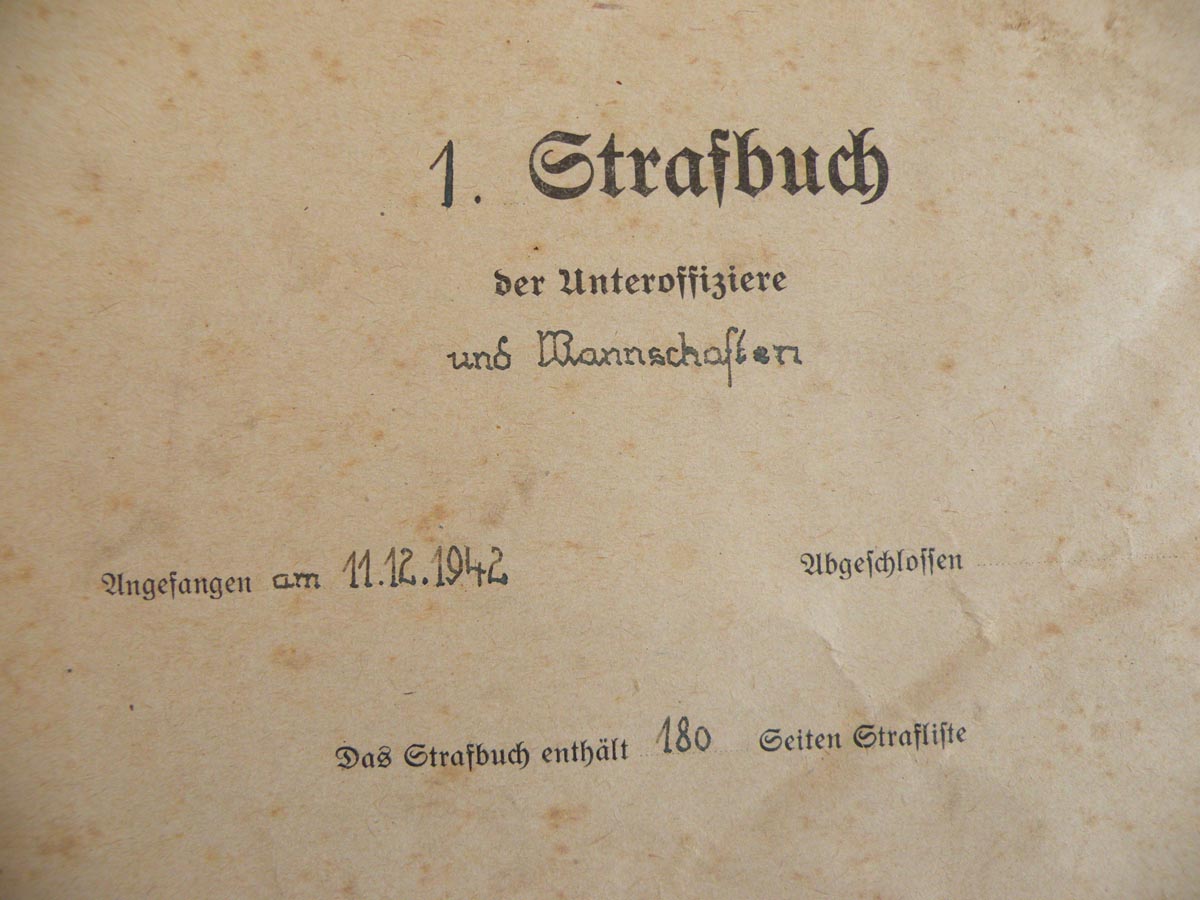 1. Strafbuch
der Unteroffiziere
und Mannschaften
Angefangen am 11.12.1942 Abgeschlossen
Das Strafbuch enthält 180 Seiten Strafliste